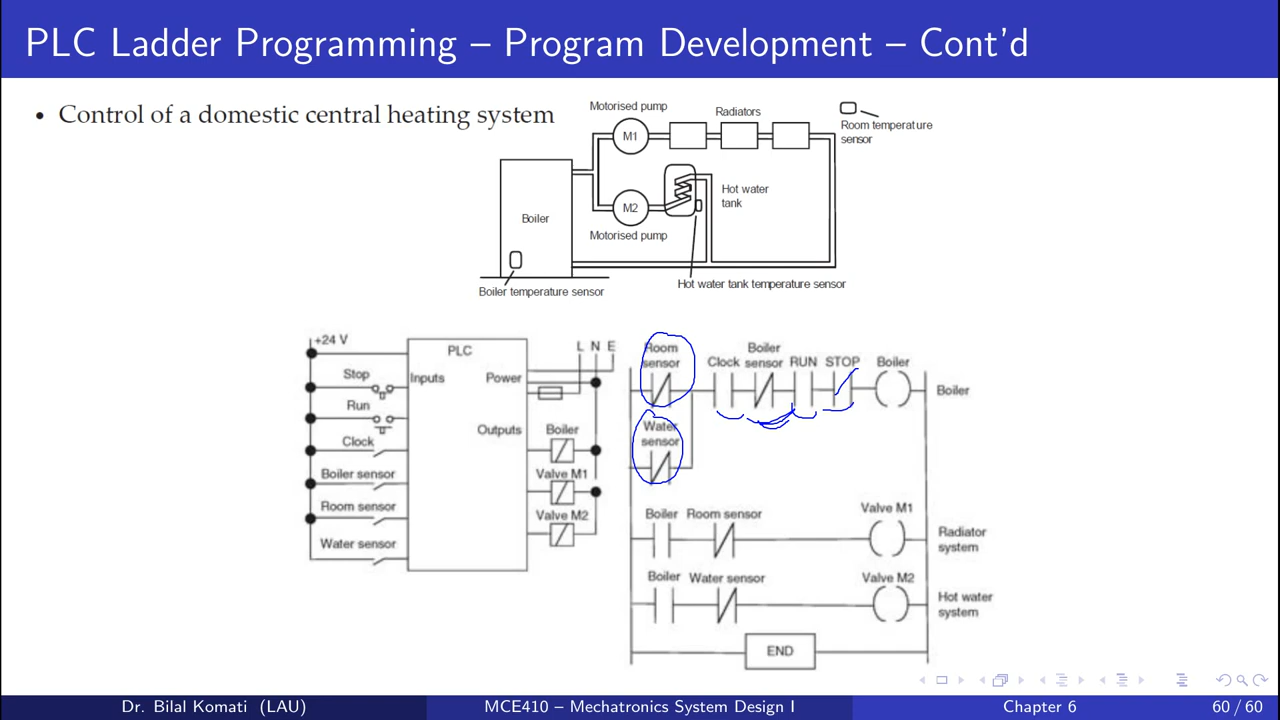 PLC Ladder Programming – Program Development – Cont'd
• Control of a domestic central heating system
Motorised pump
Radiators
Room temperature
sensor
M1
Boiler
M2
Hot water
tank
Motorised pump
Boiler temperature sensor
Hot water tank temperature sensor
+24 V
PLC
L N E
Stop
Inputs
Power
Run
Outputs
Boiler
Clock
Valve M1
Boiler sensor
Room sensor
Valve M2
Water sensor
Room
sensor
Clock
Boiler
sensor
RUN
STOP
Boiler
Boiler
Water
sensor
Boiler
Room sensor
Valve M1
Radiator
system
Boiler
Water sensor
Valve M2
Hot water
system
END
Dr. Bilal Komati (LAU)
MCE410 – Mechatronics System Design I
Chapter 6
60 / 60